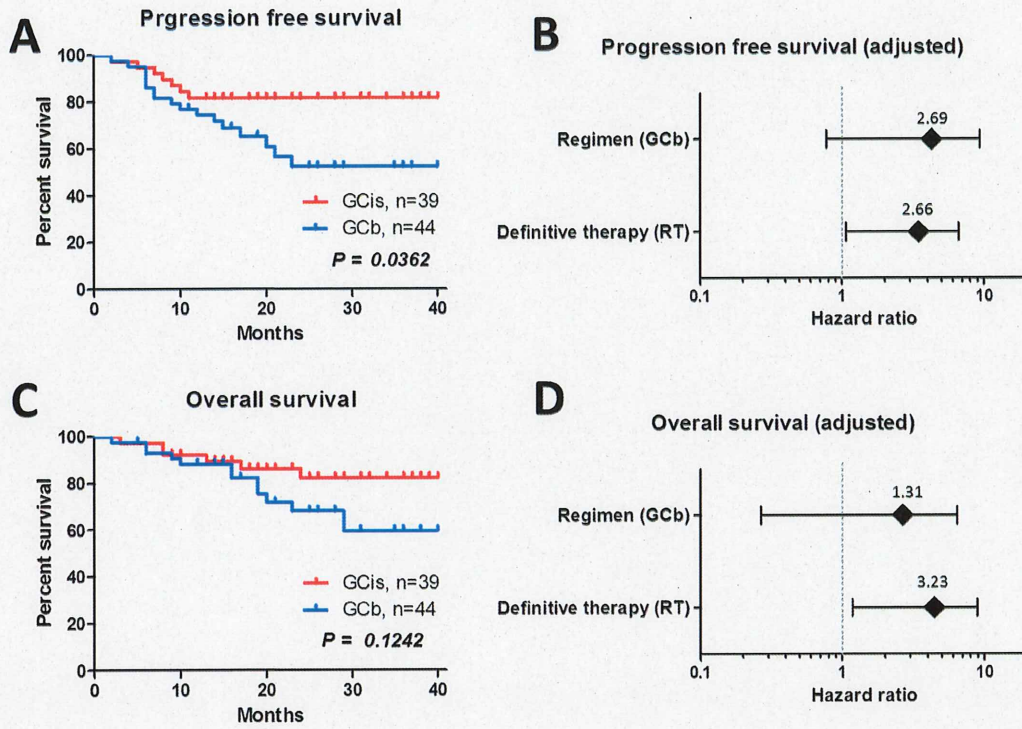 A
Prgression free survival
Percent survival
100
80
60
40
20
0
GCis, n=39
GCb, n=44
P = 0.0362
0 10 20 30 40
Months
B
Progression free survival (adjusted)
Regimen (GCb)
2.69
Definitive therapy (RT)
2.66
0.1 1 10
Hazard ratio
C
Overall survival
Percent survival
100
80
60
40
20
0
GCis, n=39
GCb, n=44
P = 0.1242
0 10 20 30 40
Months
D
Overall survival (adjusted)
Regimen (GCb)
1.31
Definitive therapy (RT)
3.23
0.1 1 10
Hazard ratio